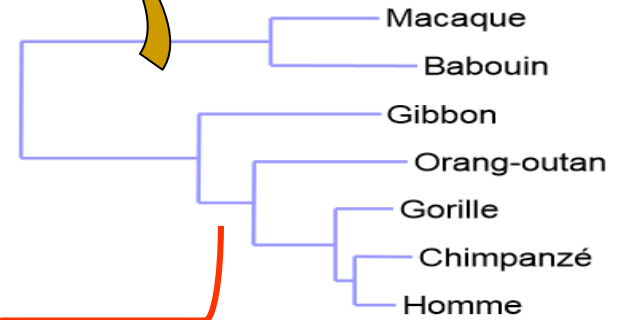 Macaque
Babouin
Gibbon
Orang-outan
Gorille
Chimpanzé
Homme